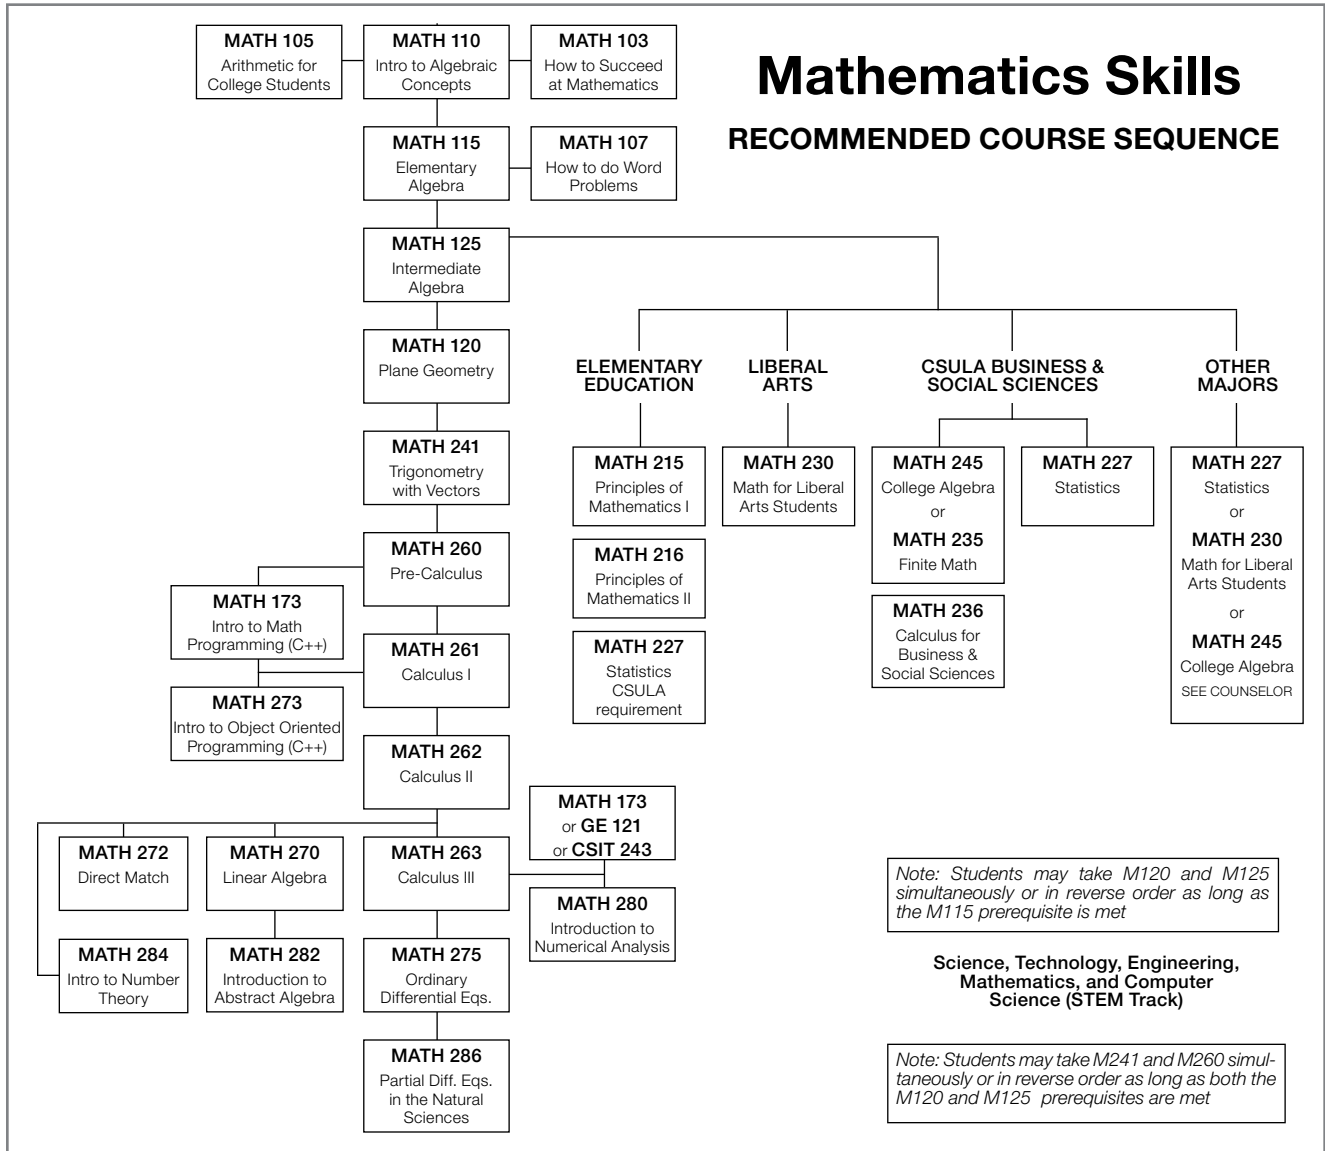 Mathematics Skills
RECOMMENDED COURSE SEQUENCE
MATH 105
Arithmetic for
College Students
MATH 110
Intro to Algebraic
Concepts
MATH 103
How to Succeed
at Mathematics
MATH 115
Elementary
Algebra
MATH 107
How to do Word
Problems
MATH 125
Intermediate
Algebra
MATH 120
Plane Geometry
MATH 241
Trigonometry
with Vectors
MATH 260
Pre-Calculus
MATH 173
Intro to Math
Programming (C++)
MATH 261
Calculus I
MATH 273
Intro to Object Oriented
Programming (C++)
MATH 262
Calculus II
MATH 173
or GE 121
or CSIT 243
MATH 272
Direct Match
MATH 270
Linear Algebra
MATH 263
Calculus III
MATH 280
Introduction to
Numerical Analysis
MATH 284
Intro to Number
Theory
MATH 282
Introduction to
Abstract Algebra
MATH 275
Ordinary
Differential Eqs.
MATH 286
Partial Diff. Eqs.
in the Natural
Sciences
ELEMENTARY
EDUCATION
MATH 215
Principles of
Mathematics I
MATH 216
Principles of
Mathematics II
MATH 227
Statistics
CSULA
requirement
LIBERAL
ARTS
MATH 230
Math for Liberal
Arts Students
CSULA BUSINESS &
SOCIAL SCIENCES
MATH 245
College Algebra
or
MATH 235
Finite Math
MATH 236
Calculus for
Business &
Social Sciences
MATH 227
Statistics
OTHER
MAJORS
MATH 227
Statistics
or
MATH 230
Math for Liberal
Arts Students
or
MATH 245
College Algebra
SEE COUNSELOR
Note: Students may take M120 and M125
simultaneously or in reverse order as long as
the M115 prerequisite is met
Science, Technology, Engineering,
Mathematics, and Computer
Science (STEM Track)
Note: Students may take M241 and M260 simul-
taneously or in reverse order as long as both the
M120 and M125 prerequisites are met